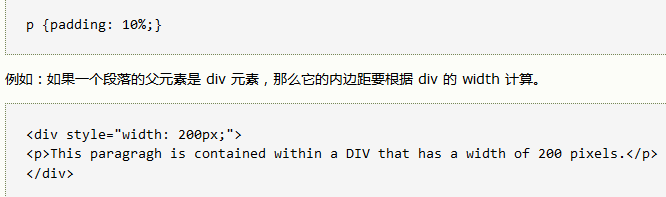 p {padding: 10%;}
例如：如果一个段落的父元素是 div 元素，那么它的内边距要根据 div 的 width 计算。
<div style="width: 200px;">
<p>This paragragh is contained within a DIV that has a width of 200 pixels.</p>
</div>